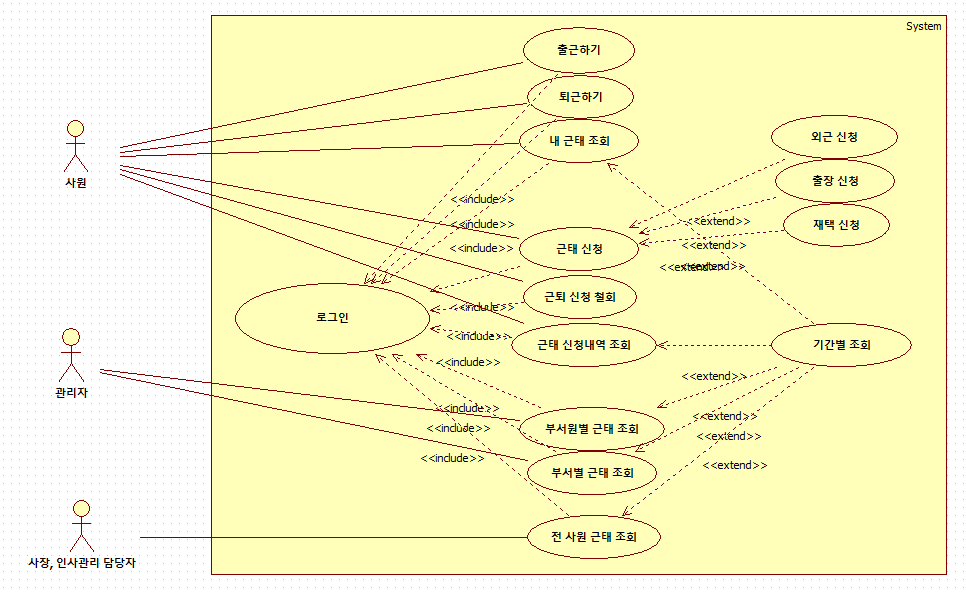 System
출근하기
퇴근하기
내 근태 조회
외근 신청
출장 신청
재택 신청
사원
<<include>>
<<include>>
<<include>>
<<extend>>
<<extend>>
<<extend>>
<<extend>>
근태 신청
근퇴 신청 철회
<<include>>
로그인
<<include>>
근태 신청내역 조회
기간별 조회
<<include>>
<<extend>>
관리자
<<include>>
<<extend>>
<<include>>
부서원별 근태 조회
<<extend>>
<<include>>
<<extend>>
부서별 근태 조회
전 사원 근태 조회
사장, 인사관리 담당자